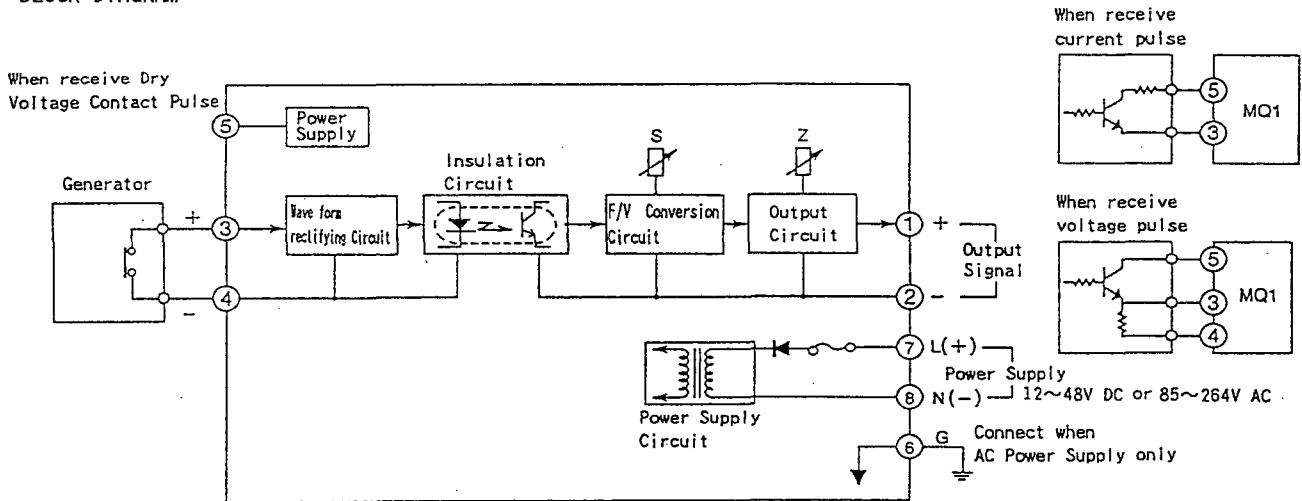 BLOCK DIAGRAM
When receive Dry
Voltage Contact Pulse
5
Power
Supply
Generator
+
3
4
-
Wave form
rectifying Circuit
Insulation
Circuit
S
F/V Conversion
Circuit
Z
Output
Circuit
1
+
Output
Signal
2
-
Power Supply
Circuit
7
L(+)
Power Supply
8
N(-)
12~48V DC or 85~264V AC
6
G
Connect when
AC Power Supply only
When receive
current pulse
5
3
MQ1
When receive
voltage pulse
5
3
4
MQ1